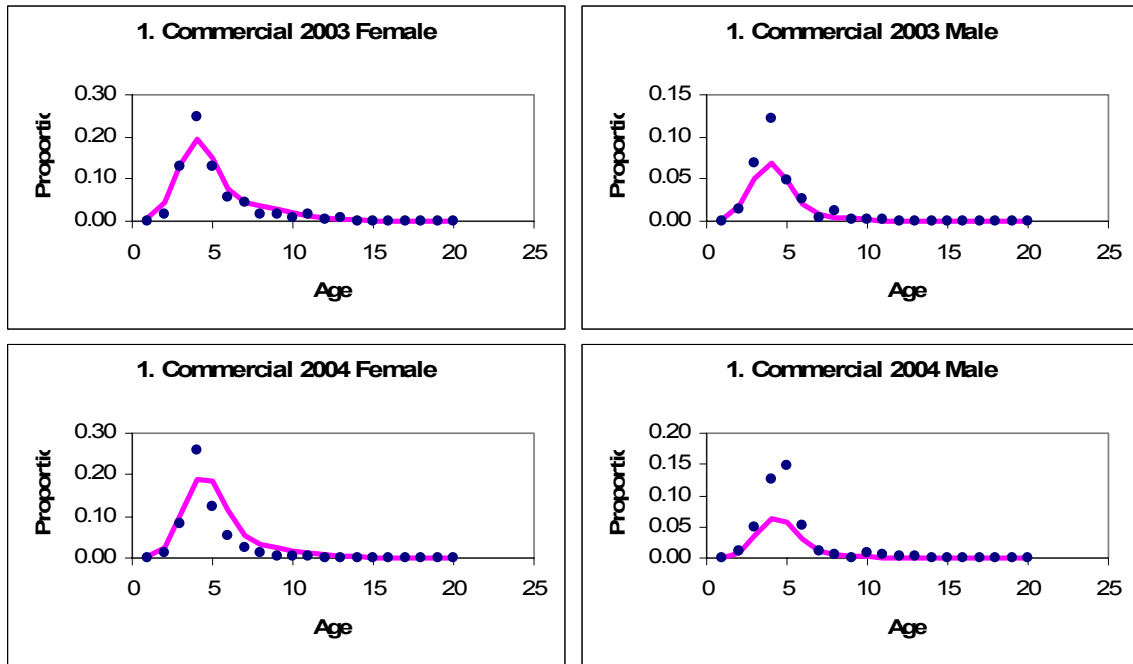 1. Commercial 2003 Female
0.30
0.20
0.10
0.00
Proportic
0 5 10 15 20 25
Age
1. Commercial 2003 Male
0.15
0.10
0.05
0.00
Proportic
0 5 10 15 20 25
Age
1. Commercial 2004 Female
0.30
0.20
0.10
0.00
Proportic
0 5 10 15 20 25
Age
1. Commercial 2004 Male
0.20
0.15
0.10
0.05
0.00
Proportic
0 5 10 15 20 25
Age